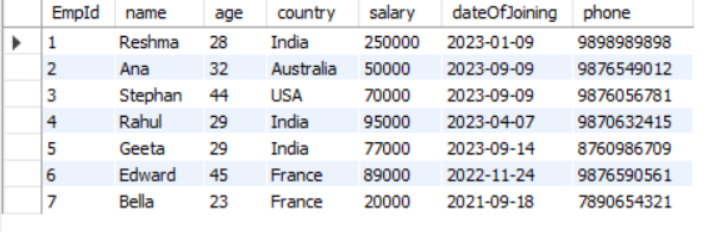 EmpId name age country salary dateOfJoining phone
1 Reshma 28 India 250000 2023-01-09 9898989898
2 Ana 32 Australia 50000 2023-09-09 9876549012
3 Stephan 44 USA 70000 2023-09-09 9876056781
4 Rahul 29 India 95000 2023-04-07 9870632415
5 Geeta 29 India 77000 2023-09-14 8760986709
6 Edward 45 France 89000 2022-11-24 9876590561
7 Bella 23 France 20000 2021-09-18 7890654321